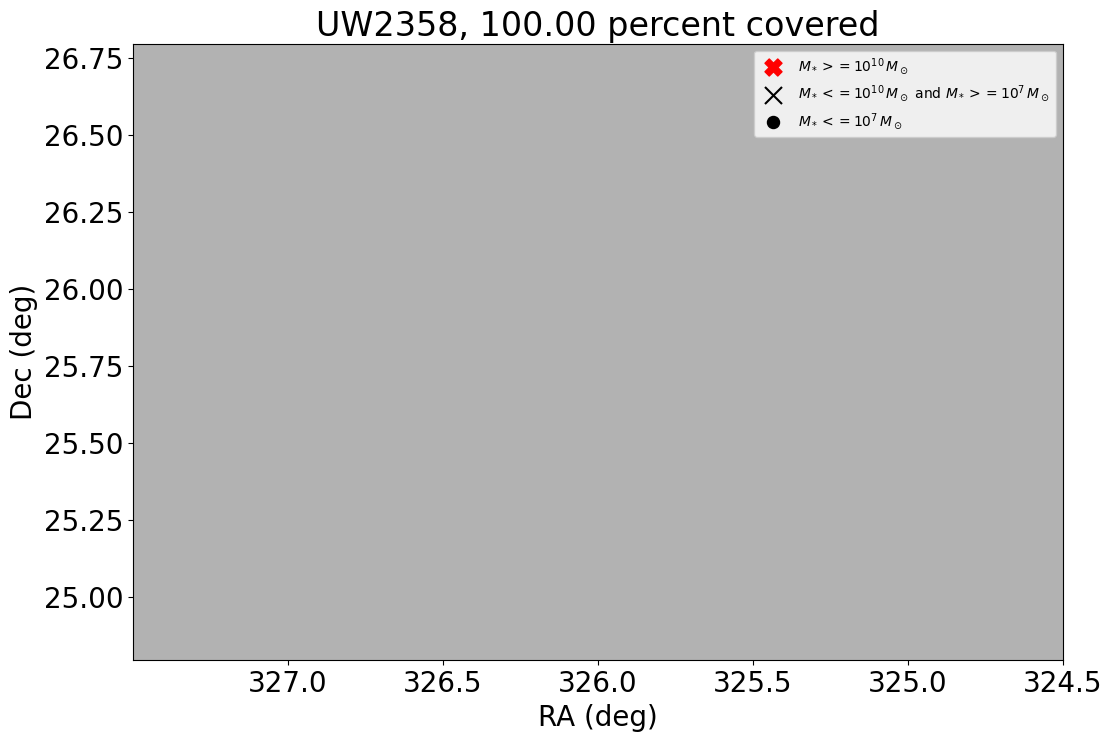 UW2358, 100.00 percent covered
26.75
26.50
26.25
26.00
25.75
25.50
25.25
25.00
Dec (deg)
M* >= 10^10 M⊙
M* <= 10^10 M⊙ and M* >= 10^7 M⊙
M* <= 10^7 M⊙
327.0 326.5 326.0 325.5 325.0 324.5
RA (deg)